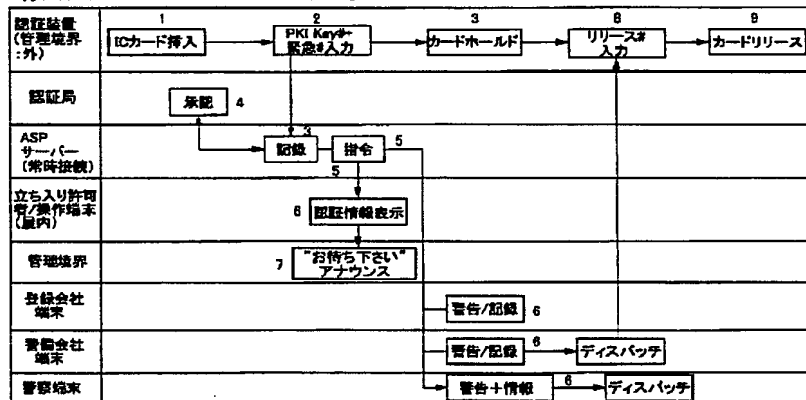 1 2 3 8 9
認証装置
(管理境界
:外)
ICカード挿入
PKI Key#+
緊急#入力
カードホールド
リリース#
入力
カードリリース
認証局
承認 4
ASP
サーバー
(常時接続)
3
記録
指令
5
5
立ち入り許可
者/操作端末
(屋内)
6 認証情報表示
管理境界
7 "お待ち下さい"
アナウンス
登録会社
端末
警告/記録 6
警備会社
端末
警告/記録 6 ディスパッチ
警察端末
警告+情報 6 ディスパッチ